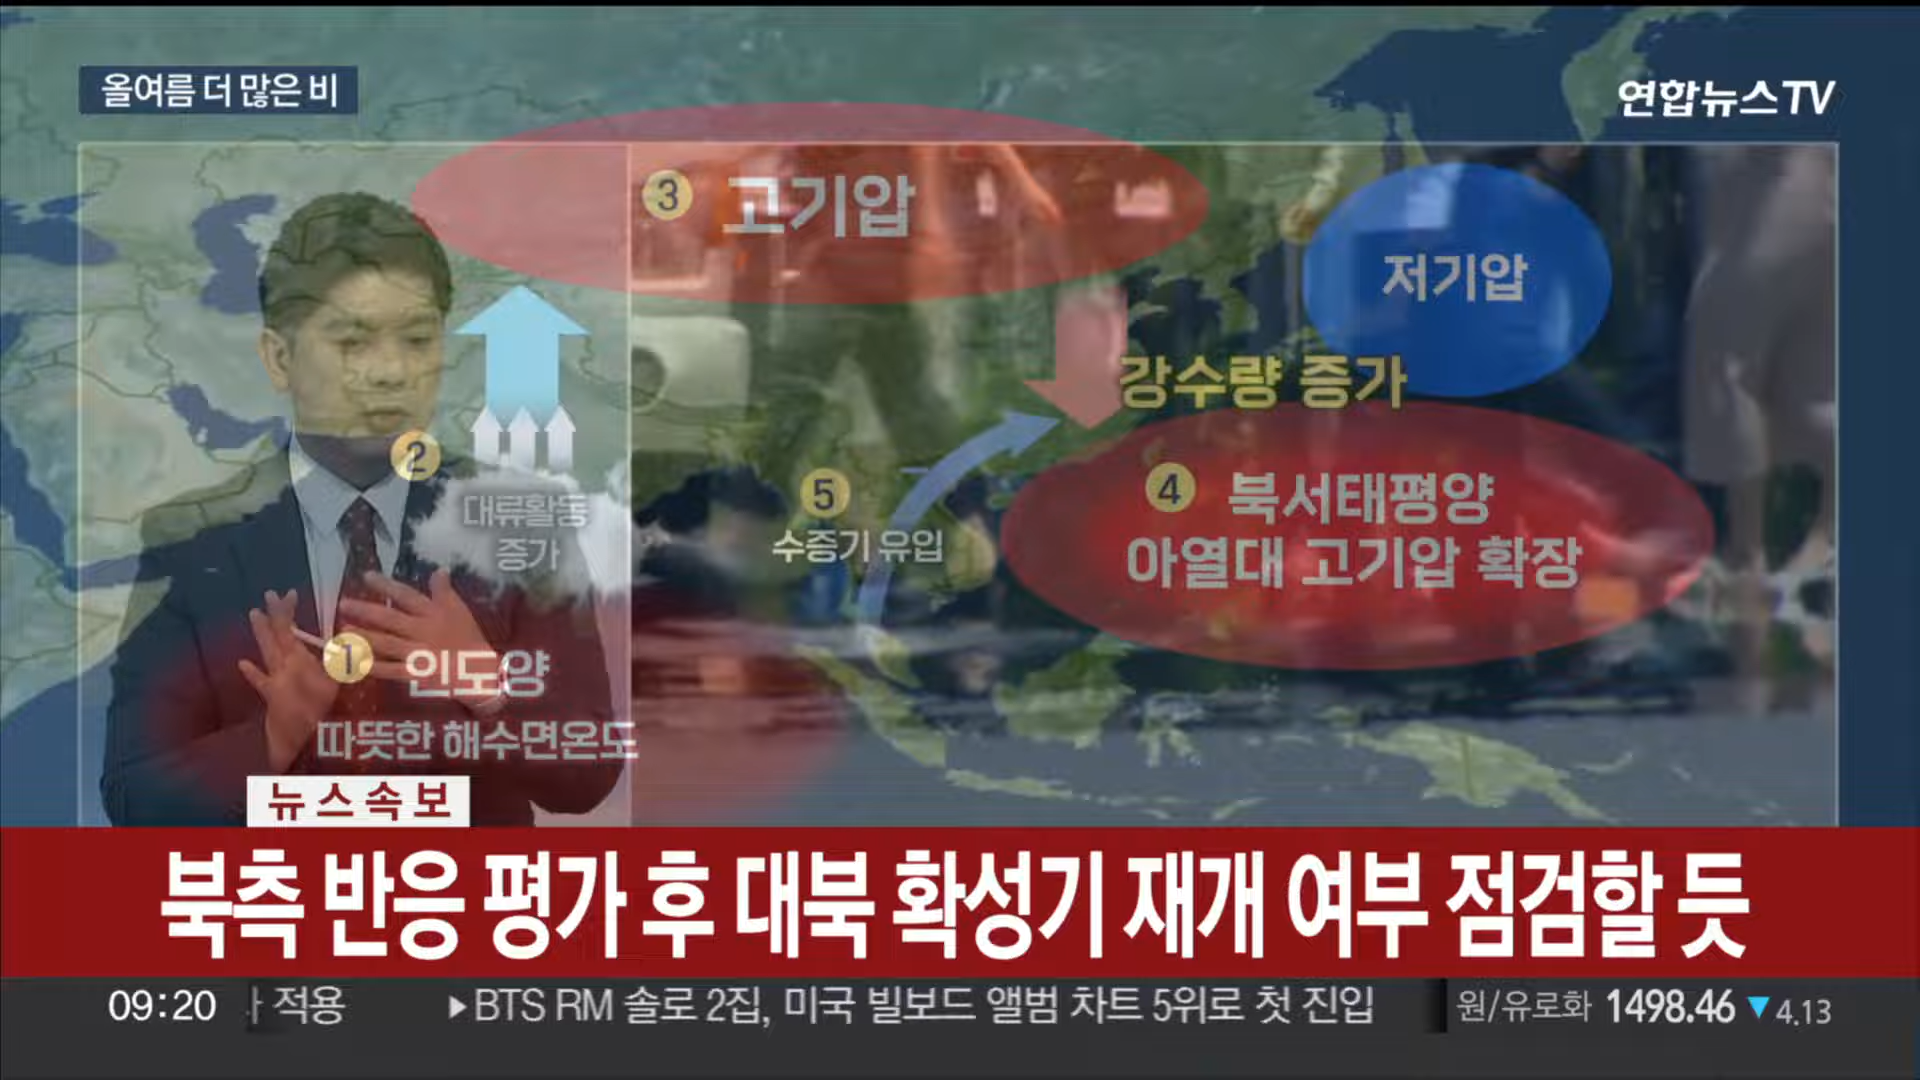 올여름 더 많은 비
연합뉴스TV
③ 고기압
저기압
강수량 증가
②
대류활동
증가
⑤
수증기 유입
④ 북서태평양
아열대 고기압 확장
① 인도양
따뜻한 해수면온도
뉴스속보
북측 반응 평가 후 대북 확성기 재개 여부 점검할 듯
09:20 적용 ▶BTS RM 솔로 2집, 미국 빌보드 앨범 차트 5위로 첫 진입 원/유로화 1498.46 ▼4.13